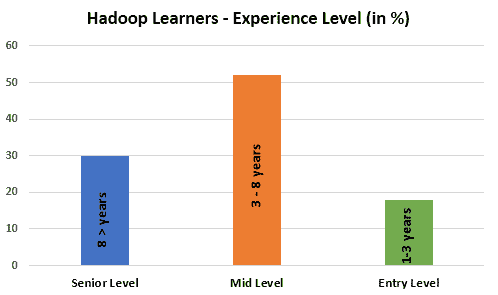 Hadoop Learners - Experience Level (in %)
60
50
40
30
20
10
0
8 > years
3 - 8 years
1-3 years
Senior Level
Mid Level
Entry Level